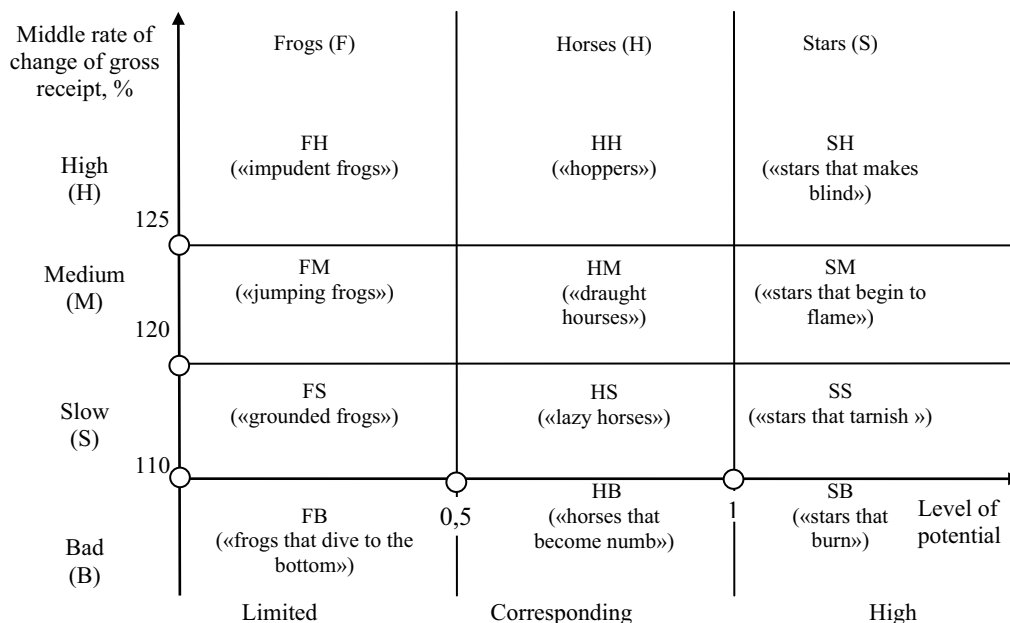 Middle rate of
change of gross
receipt, %
Frogs (F)
Horses (H)
Stars (S)
High
(H)
FH
(«impudent frogs»)
HH
(«hoppers»)
SH
(«stars that makes
blind»)
125
Medium
(M)
FM
(«jumping frogs»)
HM
(«draught
hourses»)
SM
(«stars that begin to
flame»)
120
Slow
(S)
FS
(«grounded frogs»)
HS
(«lazy horses»)
SS
(«stars that tarnish »)
110
0,5
1
Level of
potential
Bad
(B)
FB
(«frogs that dive to the
bottom»)
HB
(«horses that
become numb»)
SB
(«stars that
burn»)
Limited
Corresponding
High